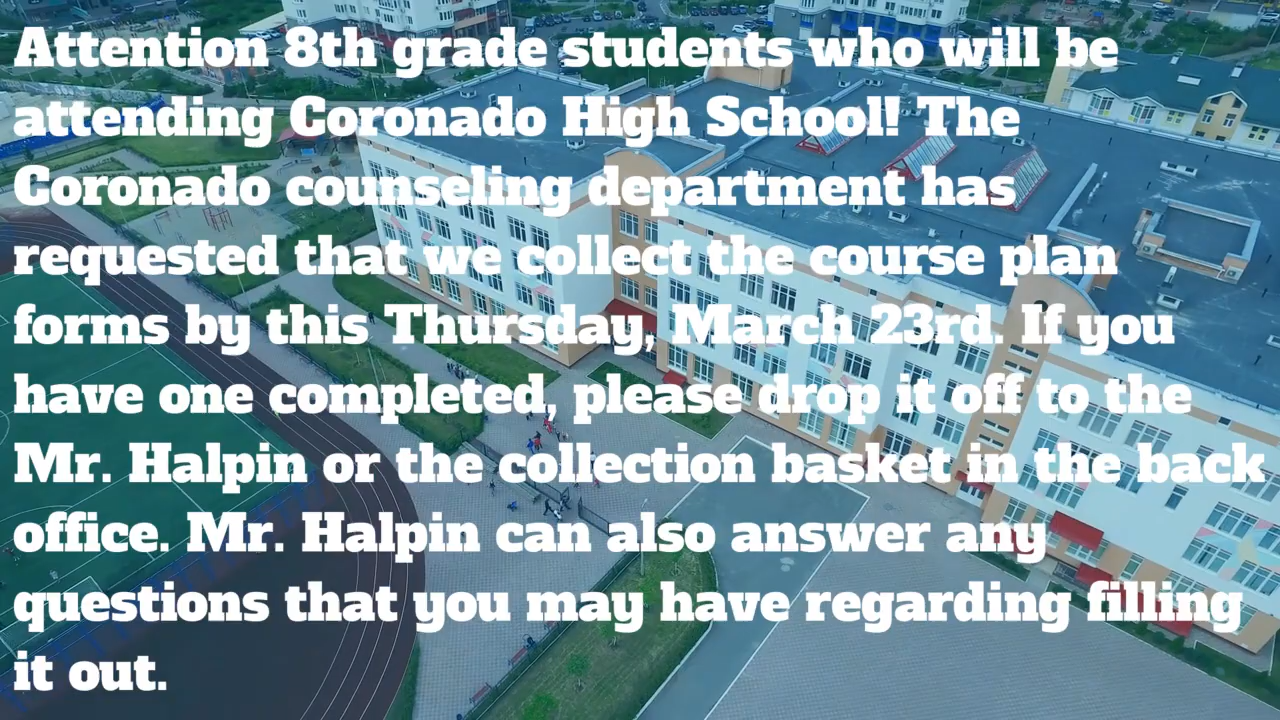 Attention 8th grade students who will be
attending Coronado High School! The
Coronado counseling department has
requested that we collect the course plan
forms by this Thursday, March 23rd. If you
have one completed, please drop it off to the
Mr. Halpin or the collection basket in the back
office. Mr. Halpin can also answer any
questions that you may have regarding filling
it out.